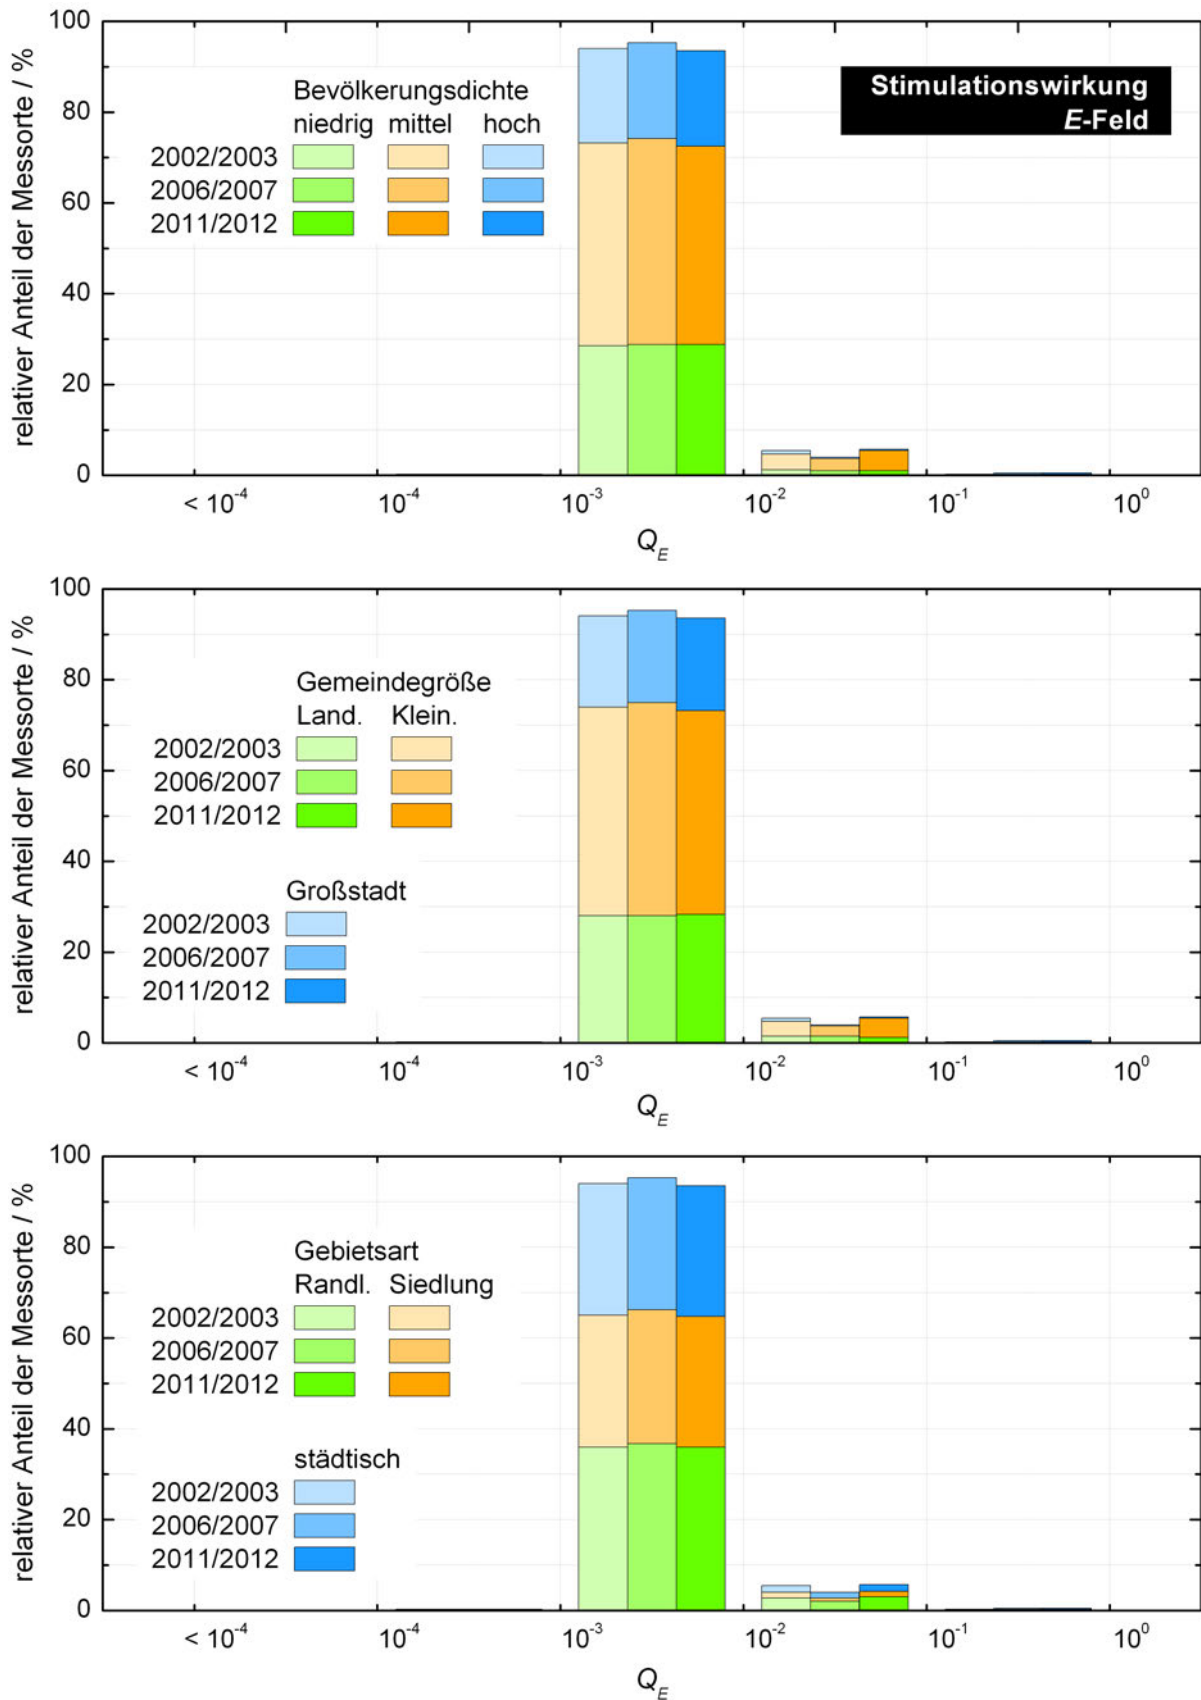 Stimulationswirkung
E-Feld
relativer Anteil der Messorte / %
100
80
60
40
20
0
Bevölkerungsdichte
niedrig mittel hoch
2002/2003
2006/2007
2011/2012
< 10⁻⁴ 10⁻⁴ 10⁻³ 10⁻² 10⁻¹ 10⁰
Q_E
relativer Anteil der Messorte / %
100
80
60
40
20
0
Gemeindegröße
Land. Klein.
2002/2003
2006/2007
2011/2012
Großstadt
2002/2003
2006/2007
2011/2012
< 10⁻⁴ 10⁻⁴ 10⁻³ 10⁻² 10⁻¹ 10⁰
Q_E
relativer Anteil der Messorte / %
100
80
60
40
20
0
Gebietsart
Randl. Siedlung
2002/2003
2006/2007
2011/2012
städtisch
2002/2003
2006/2007
2011/2012
< 10⁻⁴ 10⁻⁴ 10⁻³ 10⁻² 10⁻¹ 10⁰
Q_E